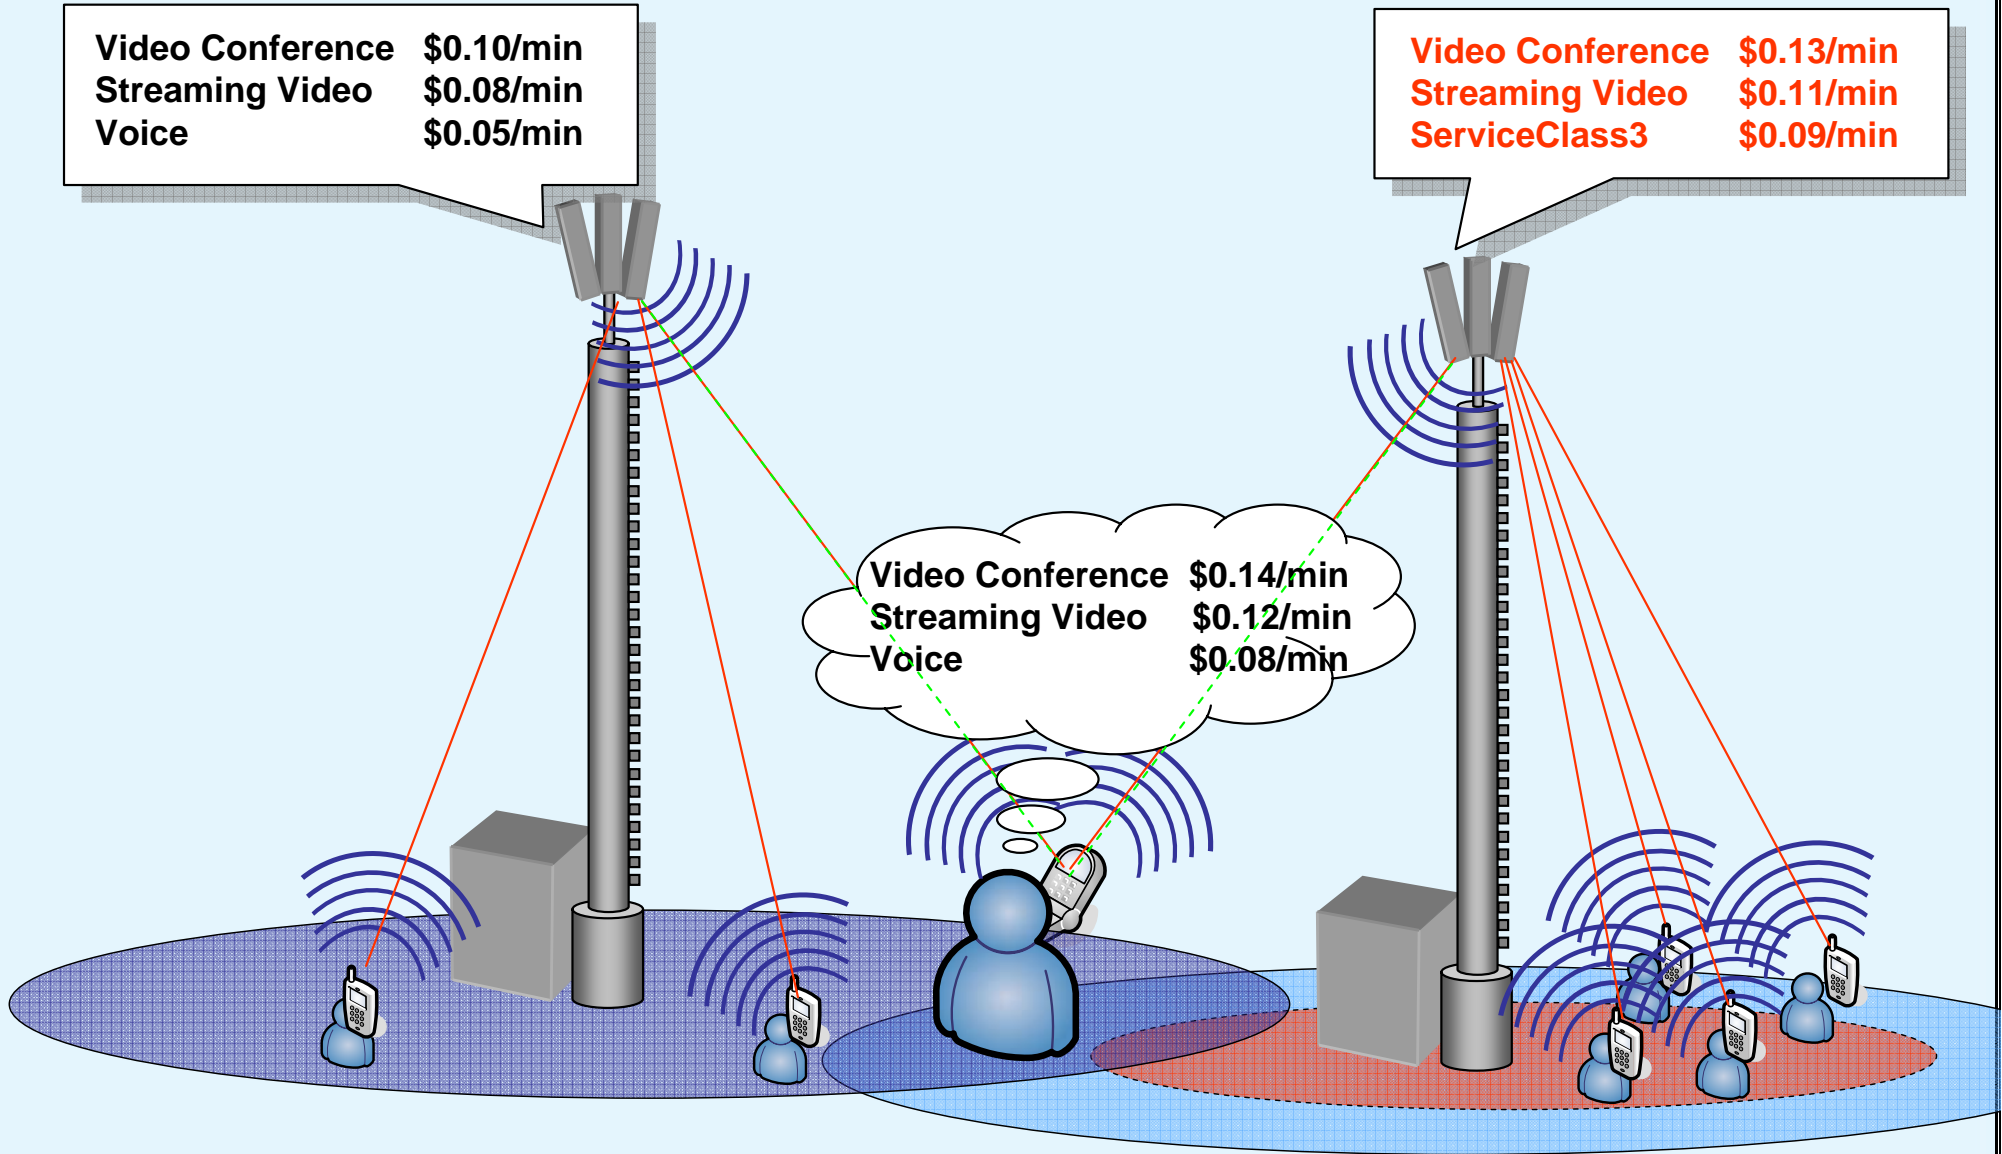 Video Conference $0.10/min
Streaming Video $0.08/min
Voice $0.05/min
Video Conference $0.13/min
Streaming Video $0.11/min
ServiceClass3 $0.09/min
Video Conference $0.14/min
Streaming Video $0.12/min
Voice $0.08/min